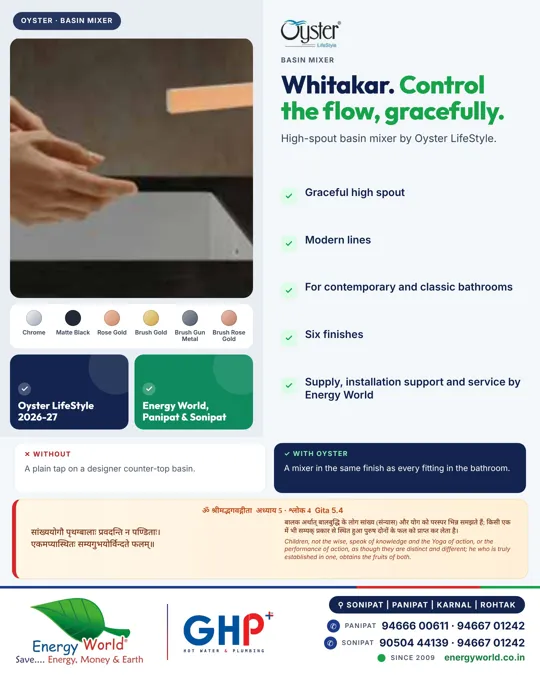 OYSTER · BASIN MIXER
Oyster®
LifeStyle
BASIN MIXER
Whitakar. Control
the flow, gracefully.
High-spout basin mixer by Oyster LifeStyle.
Graceful high spout
Modern lines
For contemporary and classic bathrooms
Six finishes
Supply, installation support and service by
Energy World
Chrome
Matte Black
Rose Gold
Brush Gold
Brush Gun
Metal
Brush Rose
Gold
Oyster LifeStyle
2026-27
Energy World,
Panipat & Sonipat
× WITHOUT
A plain tap on a designer counter-top basin.
✓ WITH OYSTER
A mixer in the same finish as every fitting in the bathroom.
ॐ श्रीमद्भगवद्गीता अध्याय 5 · श्लोक 4 Gita 5.4
सांख्ययोगौ पृथग्बालाः प्रवदन्ति न पण्डिताः।
एकमप्यास्थितः सम्यगुभयोर्विन्दते फलम्॥
बालक अर्थात् बालबुद्धि के लोग सांख्य (संन्यास) और योग को परस्पर भिन्न समझते हैं; किसी एक
में भी सम्यक् प्रकार से स्थित हुआ पुरुष दोनों के फल को प्राप्त कर लेता है।
Children, not the wise, speak of knowledge and the Yoga of action, or the
performance of action, as though they are distinct and different; he who is truly
established in one, obtains the fruits of both.
Energy World
Save.... Energy, Money & Earth
GHP+
HOT WATER & PLUMBING
SONIPAT | PANIPAT | KARNAL | ROHTAK
PANIPAT 94666 00611 · 94667 01242
SONIPAT 90504 44139 · 94667 01242
SINCE 2009 energyworld.co.in